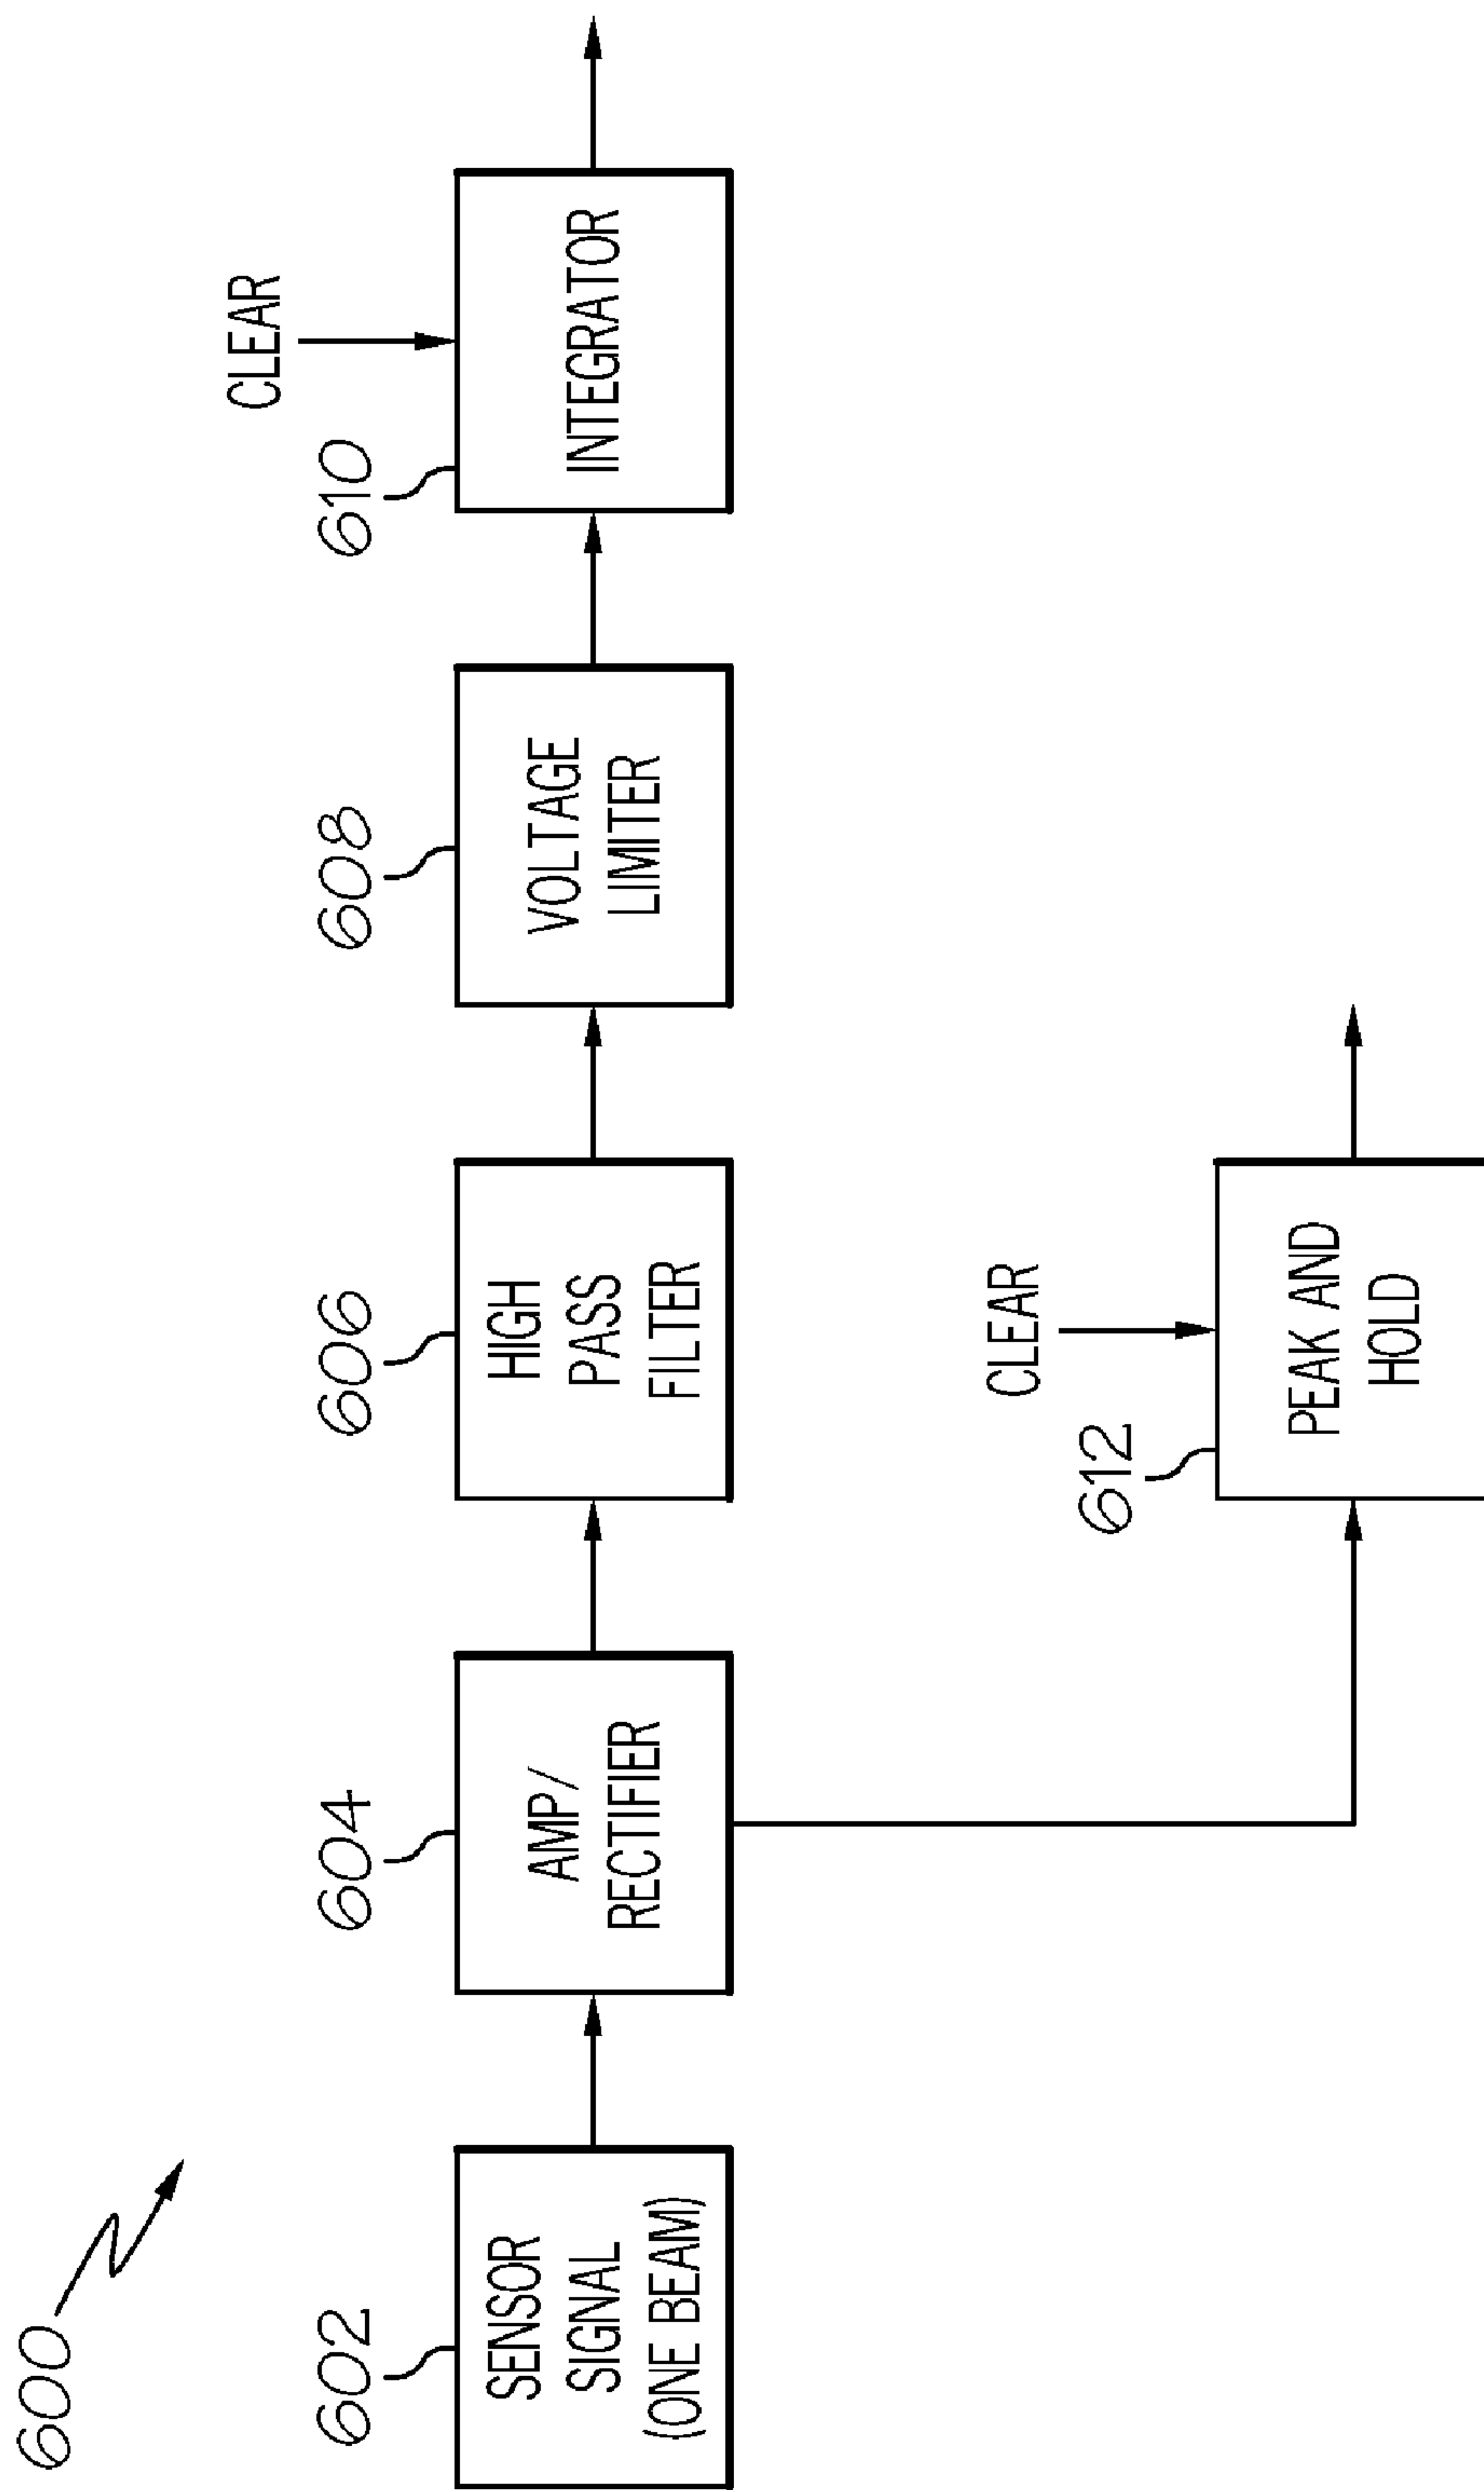 600
602
SENSOR
SIGNAL
(ONE BEAM)
604
AMP/
RECTIFIER
606
HIGH
PASS
FILTER
608
VOLTAGE
LIMITER
610
CLEAR
INTEGRATOR
612
CLEAR
PEAK AND
HOLD